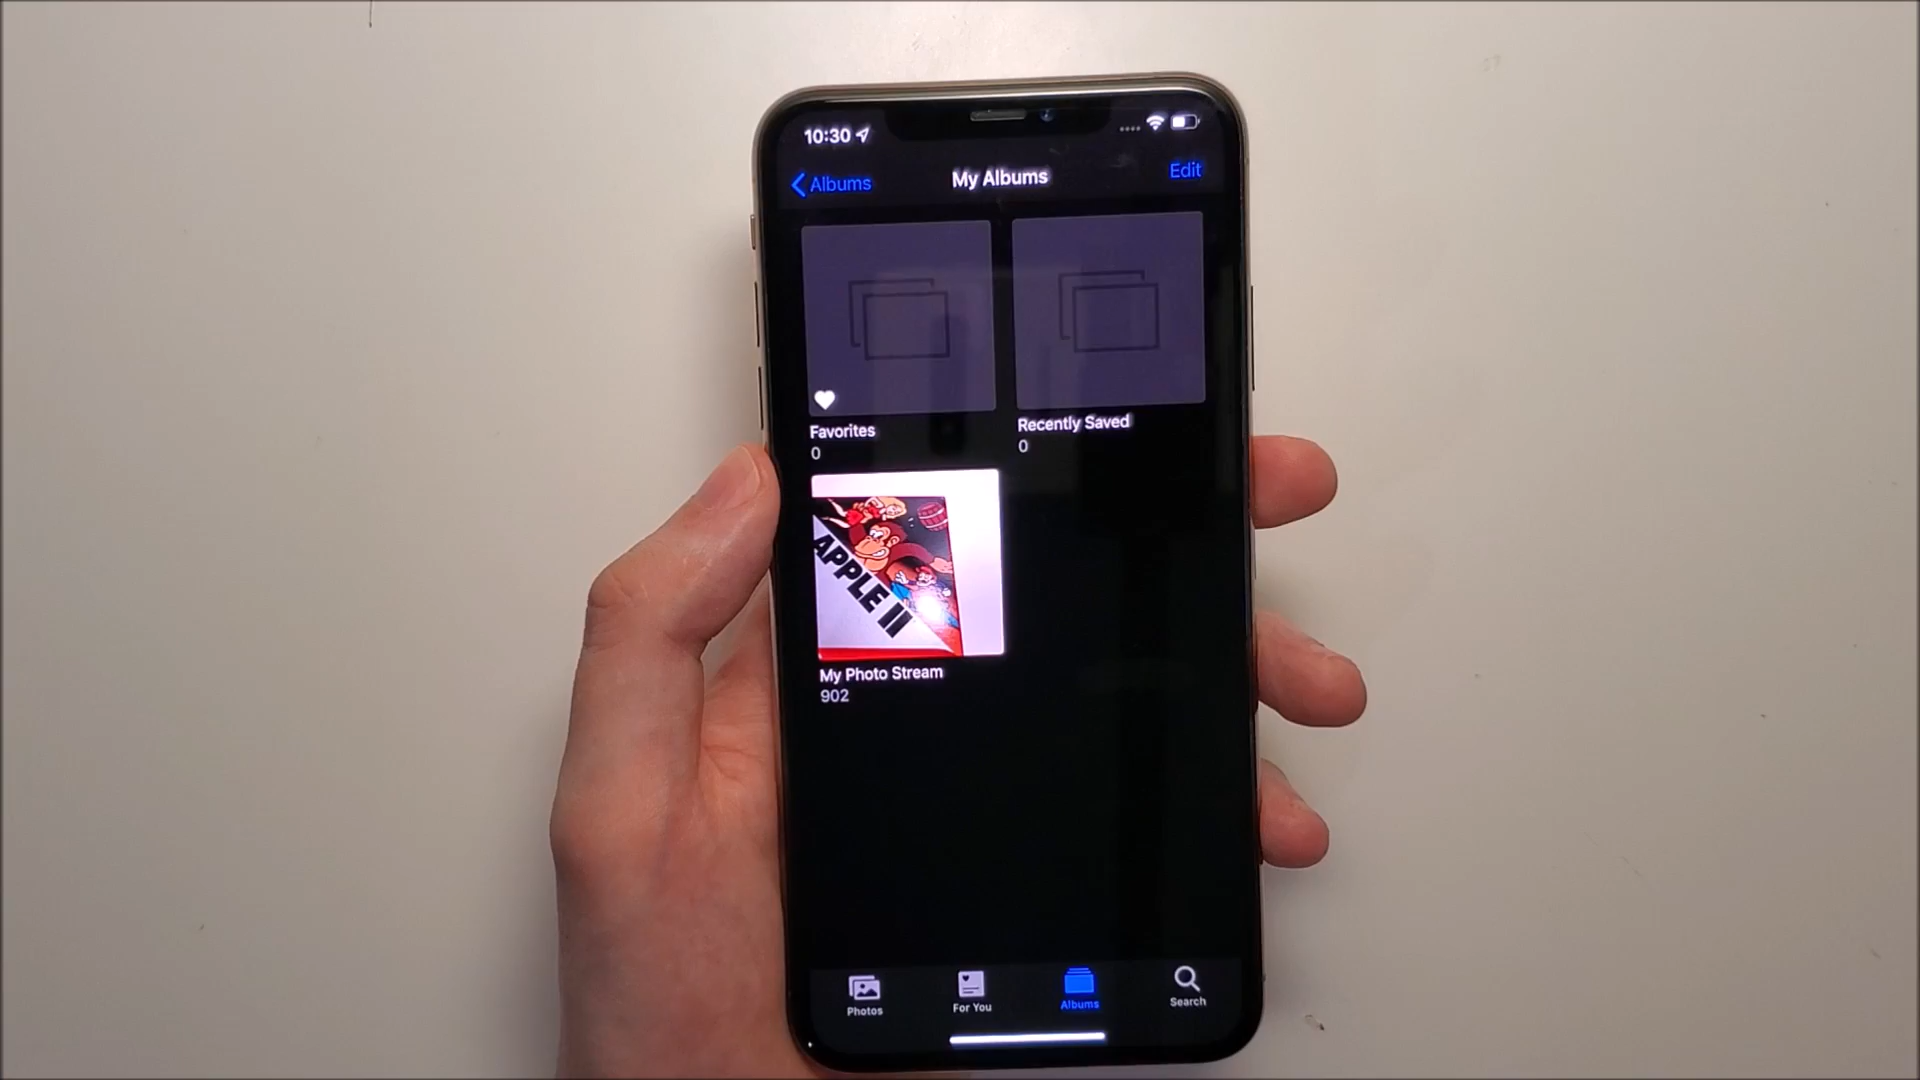 10:30
Albums
My Albums
Edit
Favorites
0
Recently Saved
0
APPLE II
My Photo Stream
902
Photos
For You
Albums
Search